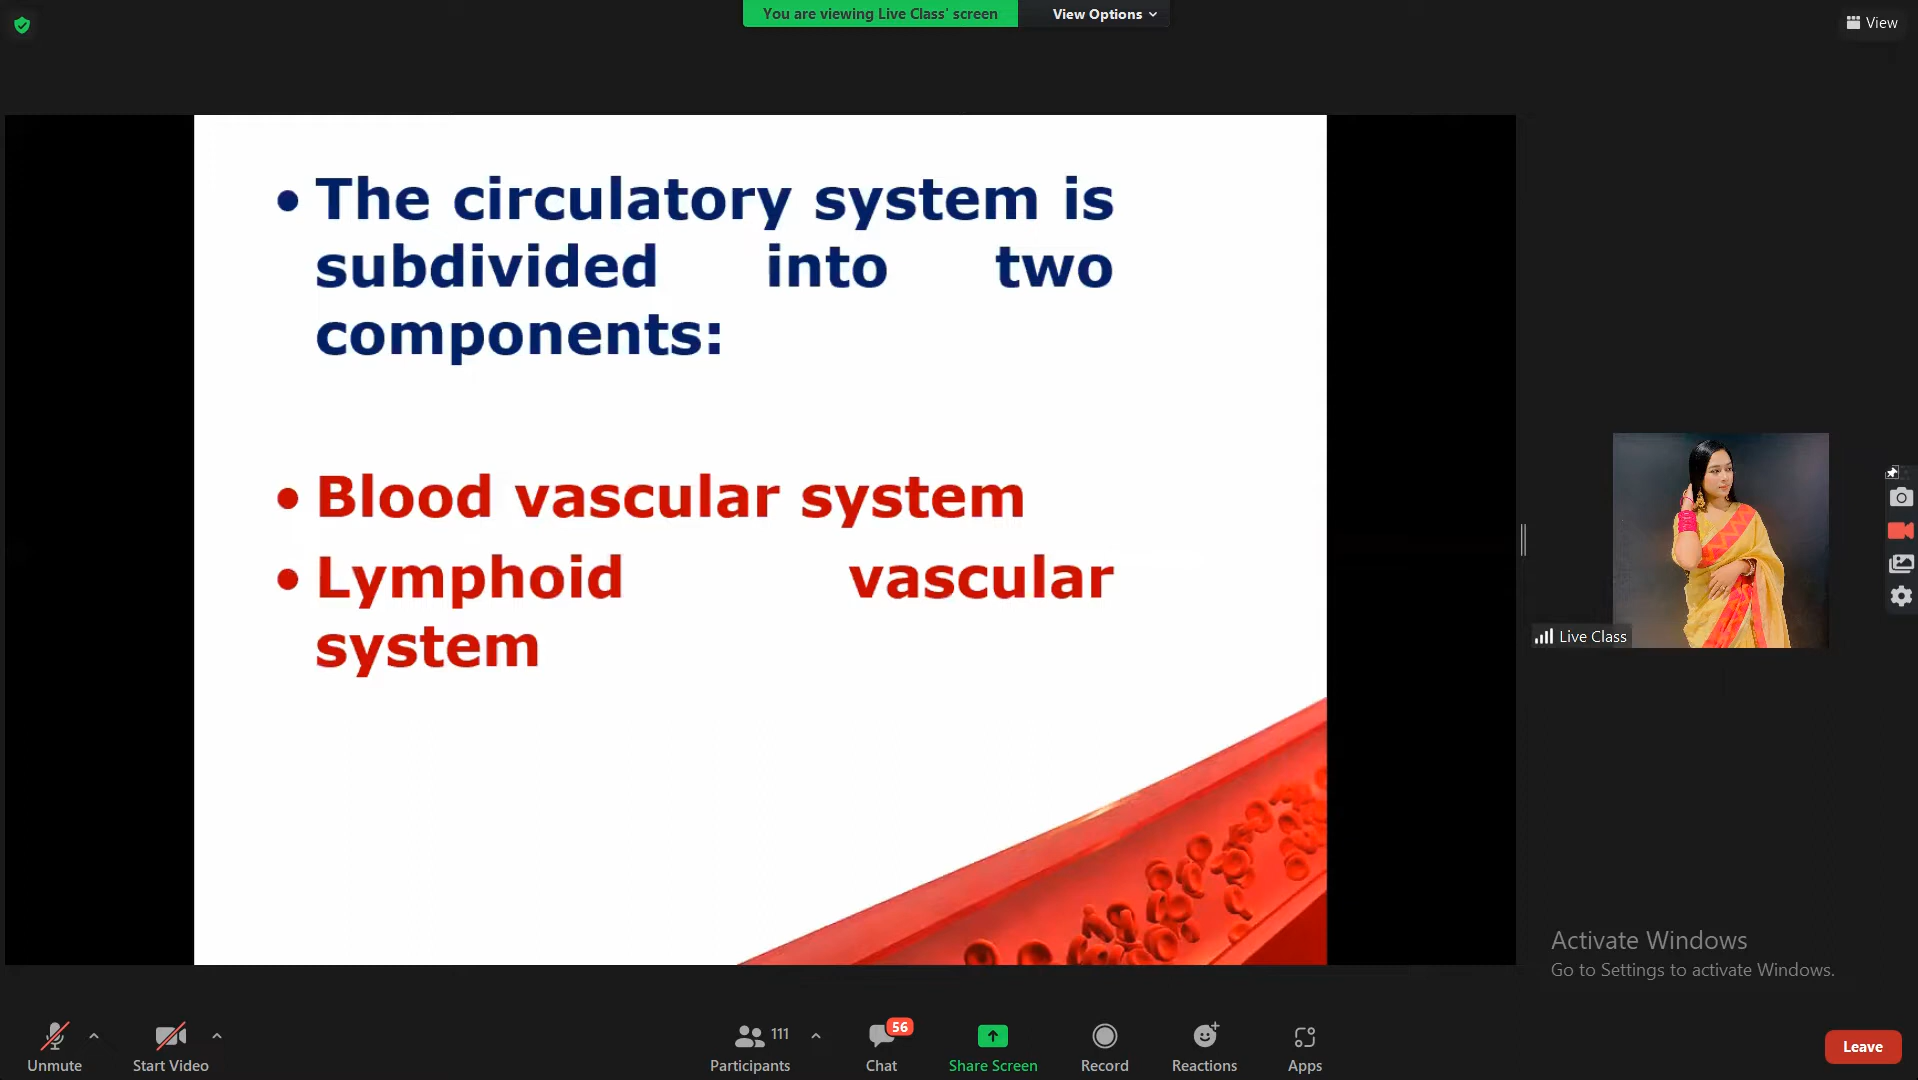 You are viewing Live Class' screen
View Options
View
• The circulatory system is
subdivided into two
components:
• Blood vascular system
• Lymphoid vascular
system
Live Class
Activate Windows
Go to Settings to activate Windows.
Unmute
Start Video
111
Participants
56
Chat
Share Screen
Record
Reactions
Apps
Leave